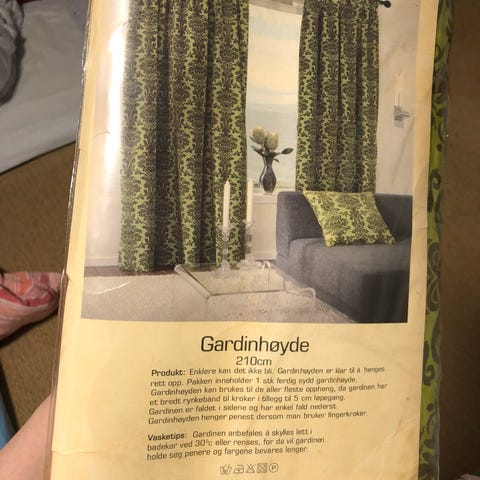 Gardinhøyde
210cm
Produkt: Enklere kan det ikke bli. Gardinhøyden er klar til å henges
rett opp. Pakken inneholder 1 stk ferdig sydd gardinhøyde.
Gardinhøyden kan brukes til de aller fleste oppheng, da gardinen har
et bredt rynkebånd til kroker i tillegg til 5 cm løpegang.
Gardinen er faldet i sidene og har enkel fald nederst.
Gardinhøyden henger penest dersom man bruker fingerkroker.
Vasketips: Gardinen anbefales å skylles lett i
badekar ved 30°c eller renses, for da vil gardinen
holde seg penere og fargene bevares lenger.